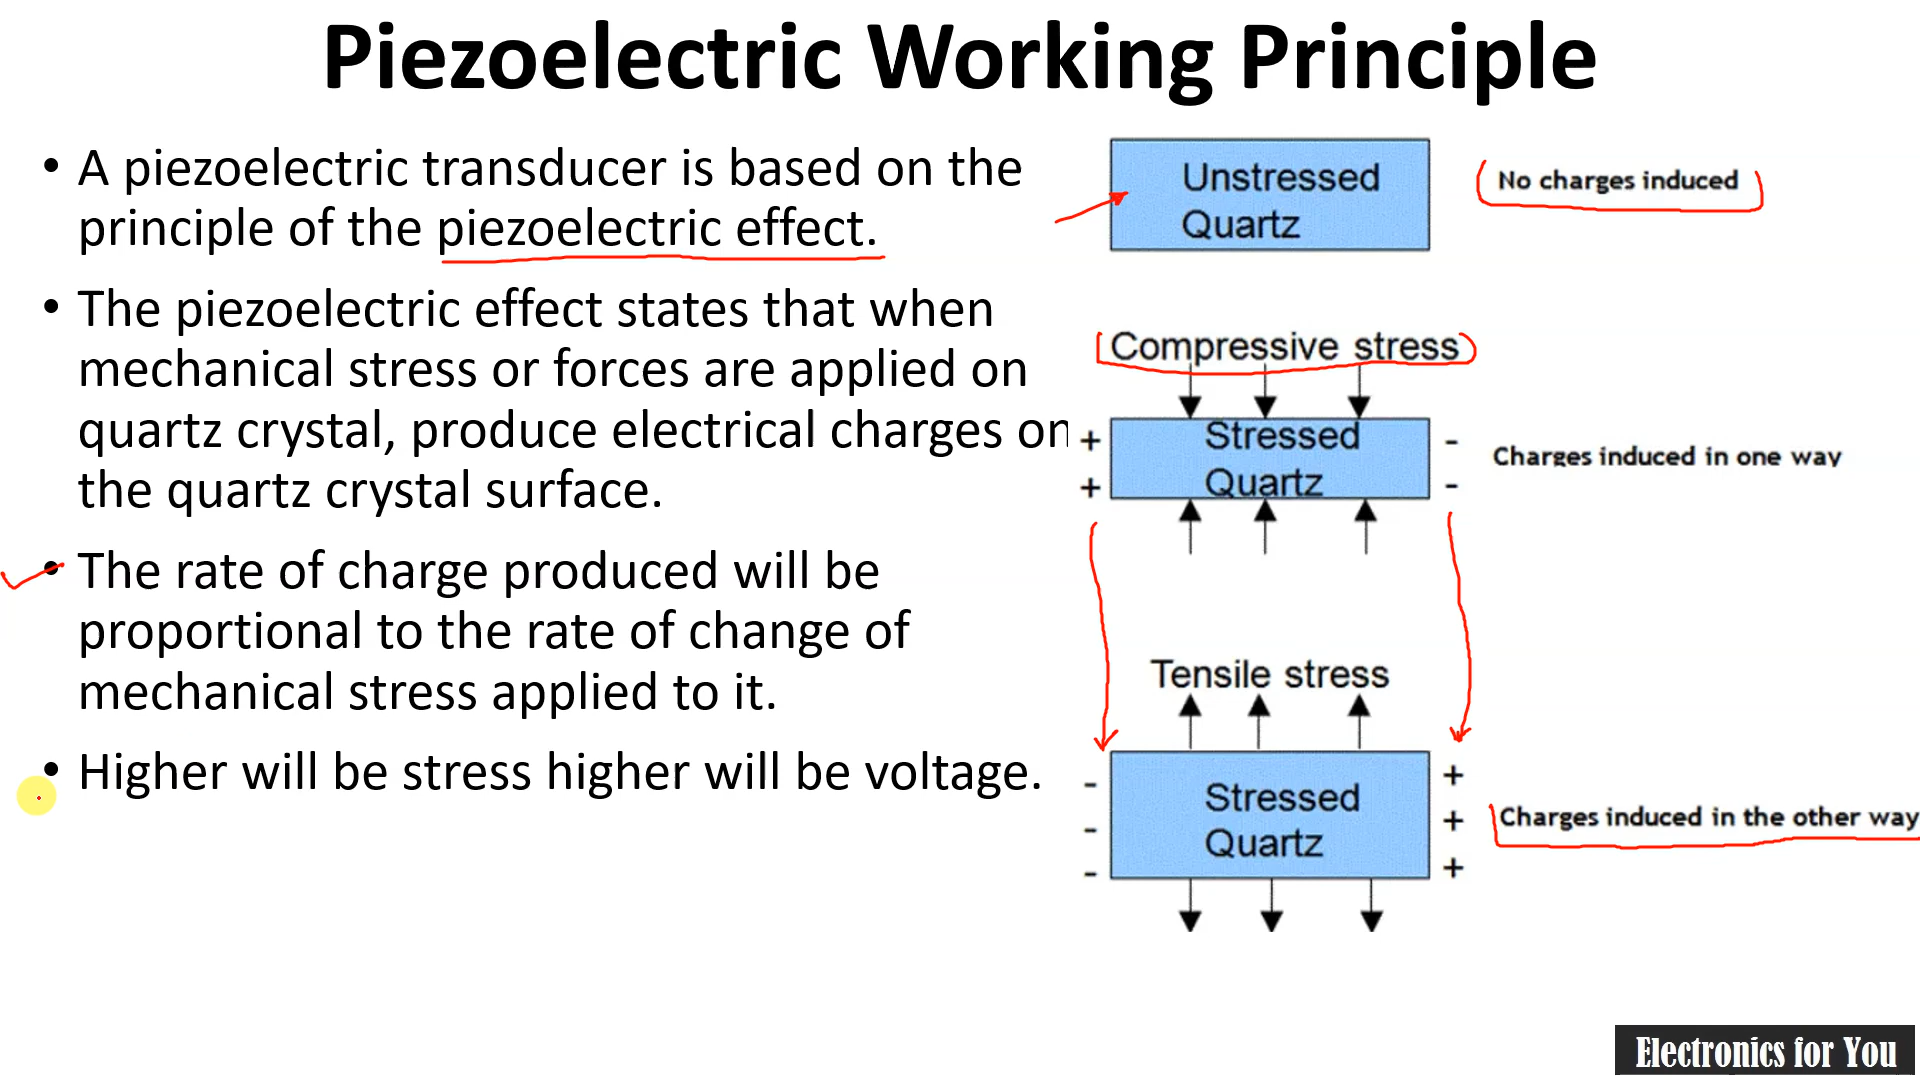 Piezoelectric Working Principle
• A piezoelectric transducer is based on the
principle of the piezoelectric effect.
• The piezoelectric effect states that when
mechanical stress or forces are applied on
quartz crystal, produce electrical charges on
the quartz crystal surface.
• The rate of charge produced will be
proportional to the rate of change of
mechanical stress applied to it.
• Higher will be stress higher will be voltage.
Unstressed
Quartz
No charges induced
Compressive stress
+ Stressed -
+ Quartz -
Charges induced in one way
Tensile stress
- +
Stressed
- +
Quartz
- +
Charges induced in the other way
Electronics for You